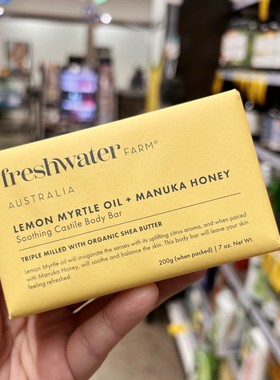 freshwater FARM®
AUSTRALIA
LEMON MYRTLE OIL + MANUKA HONEY
Soothing Castile Body Bar
TRIPLE MILLED WITH ORGANIC SHEA BUTTER
Lemon Myrtle oil will invigorate the senses with its uplifting citrus aroma, and when paired
with Manuka Honey, will soothe and balance the skin. This body bar will leave your skin
feeling refreshed.
200g (when packed) | 7 oz. Net Wt.